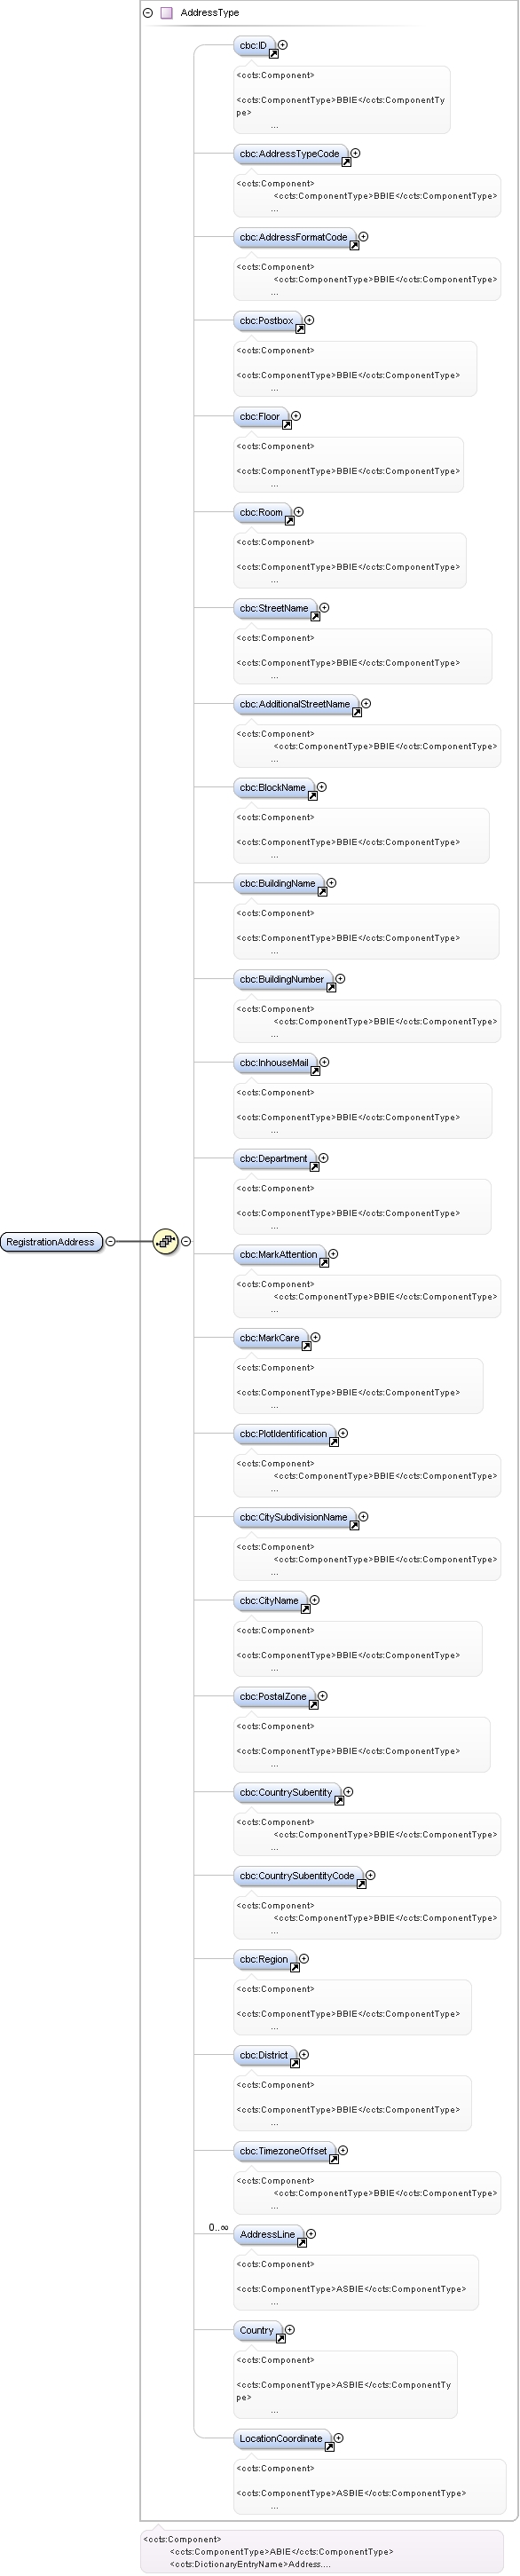 AddressType
cbc:ID
<ccts:Component>
<ccts:ComponentType>BBIE</ccts:ComponentTy
pe>
...
cbc:AddressTypeCode
<ccts:Component>
<ccts:ComponentType>BBIE</ccts:ComponentType>
...
cbc:AddressFormatCode
<ccts:Component>
<ccts:ComponentType>BBIE</ccts:ComponentType>
...
cbc:Postbox
<ccts:Component>
<ccts:ComponentType>BBIE</ccts:ComponentType>
...
cbc:Floor
<ccts:Component>
<ccts:ComponentType>BBIE</ccts:ComponentType>
...
cbc:Room
<ccts:Component>
<ccts:ComponentType>BBIE</ccts:ComponentType>
...
cbc:StreetName
<ccts:Component>
<ccts:ComponentType>BBIE</ccts:ComponentType>
...
cbc:AdditionalStreetName
<ccts:Component>
<ccts:ComponentType>BBIE</ccts:ComponentType>
...
cbc:BlockName
<ccts:Component>
<ccts:ComponentType>BBIE</ccts:ComponentType>
...
cbc:BuildingName
<ccts:Component>
<ccts:ComponentType>BBIE</ccts:ComponentType>
...
cbc:BuildingNumber
<ccts:Component>
<ccts:ComponentType>BBIE</ccts:ComponentType>
...
cbc:InhouseMail
<ccts:Component>
<ccts:ComponentType>BBIE</ccts:ComponentType>
...
cbc:Department
<ccts:Component>
<ccts:ComponentType>BBIE</ccts:ComponentType>
...
RegistrationAddress
cbc:MarkAttention
<ccts:Component>
<ccts:ComponentType>BBIE</ccts:ComponentType>
...
cbc:MarkCare
<ccts:Component>
<ccts:ComponentType>BBIE</ccts:ComponentType>
...
cbc:PlotIdentification
<ccts:Component>
<ccts:ComponentType>BBIE</ccts:ComponentType>
...
cbc:CitySubdivisionName
<ccts:Component>
<ccts:ComponentType>BBIE</ccts:ComponentType>
...
cbc:CityName
<ccts:Component>
<ccts:ComponentType>BBIE</ccts:ComponentType>
...
cbc:PostalZone
<ccts:Component>
<ccts:ComponentType>BBIE</ccts:ComponentType>
...
cbc:CountrySubentity
<ccts:Component>
<ccts:ComponentType>BBIE</ccts:ComponentType>
...
cbc:CountrySubentityCode
<ccts:Component>
<ccts:ComponentType>BBIE</ccts:ComponentType>
...
cbc:Region
<ccts:Component>
<ccts:ComponentType>BBIE</ccts:ComponentType>
...
cbc:District
<ccts:Component>
<ccts:ComponentType>BBIE</ccts:ComponentType>
...
cbc:TimezoneOffset
<ccts:Component>
<ccts:ComponentType>BBIE</ccts:ComponentType>
...
0..∞
AddressLine
<ccts:Component>
<ccts:ComponentType>ASBIE</ccts:ComponentType>
...
Country
<ccts:Component>
<ccts:ComponentType>ASBIE</ccts:ComponentTy
pe>
...
LocationCoordinate
<ccts:Component>
<ccts:ComponentType>ASBIE</ccts:ComponentType>
...
<ccts:Component>
<ccts:ComponentType>ABIE</ccts:ComponentType>
<ccts:DictionaryEntryName>Address....